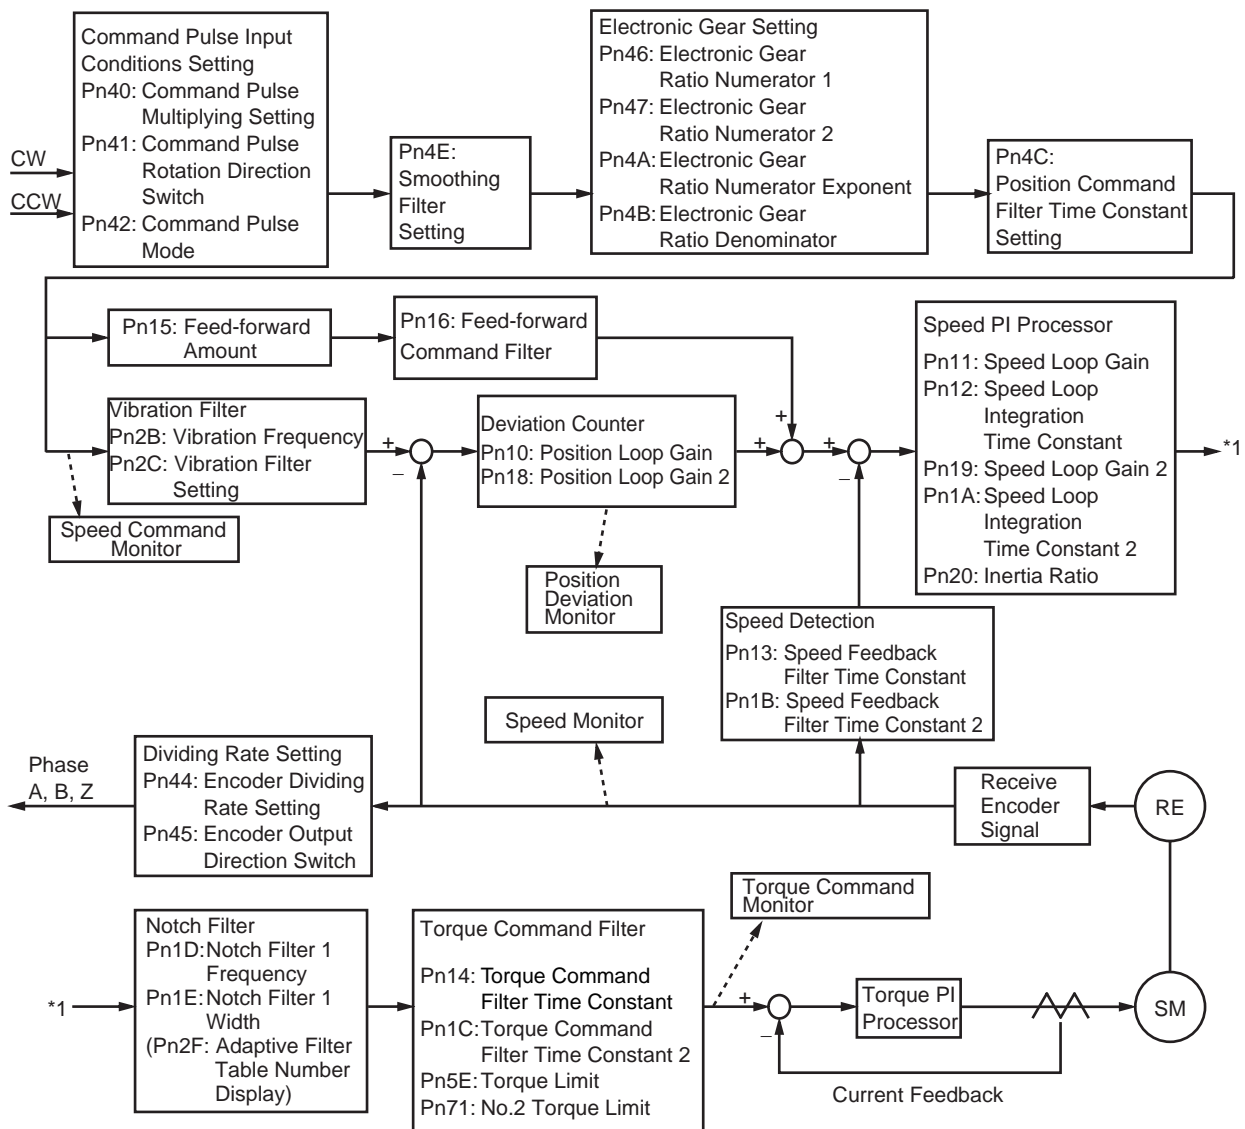 Command Pulse Input
Conditions Setting
Pn40: Command Pulse
Multiplying Setting
Pn41: Command Pulse
Rotation Direction
Switch
Pn42: Command Pulse
Mode
CW
CCW
Pn4E:
Smoothing
Filter
Setting
Electronic Gear Setting
Pn46: Electronic Gear
Ratio Numerator 1
Pn47: Electronic Gear
Ratio Numerator 2
Pn4A: Electronic Gear
Ratio Numerator Exponent
Pn4B: Electronic Gear
Ratio Denominator
Pn4C:
Position Command
Filter Time Constant
Setting
Pn15: Feed-forward
Amount
Pn16: Feed-forward
Command Filter
Speed PI Processor
Pn11: Speed Loop Gain
Pn12: Speed Loop
Integration
Time Constant
Pn19: Speed Loop Gain 2
Pn1A: Speed Loop
Integration
Time Constant 2
Pn20: Inertia Ratio
*1
Vibration Filter
Pn2B: Vibration Frequency
Pn2C: Vibration Filter
Setting
+
−
Deviation Counter
Pn10: Position Loop Gain
Pn18: Position Loop Gain 2
+
+
+
−
Speed Command
Monitor
Position
Deviation
Monitor
Speed Detection
Pn13: Speed Feedback
Filter Time Constant
Pn1B: Speed Feedback
Filter Time Constant 2
Speed Monitor
Phase
A, B, Z
Dividing Rate Setting
Pn44: Encoder Dividing
Rate Setting
Pn45: Encoder Output
Direction Switch
Receive
Encoder
Signal
RE
*1
Notch Filter
Pn1D: Notch Filter 1
Frequency
Pn1E: Notch Filter 1
Width
(Pn2F: Adaptive Filter
Table Number
Display)
Torque Command Filter
Pn14: Torque Command
Filter Time Constant
Pn1C: Torque Command
Filter Time Constant 2
Pn5E: Torque Limit
Pn71: No.2 Torque Limit
Torque Command
Monitor
+
−
Torque PI
Processor
SM
Current Feedback